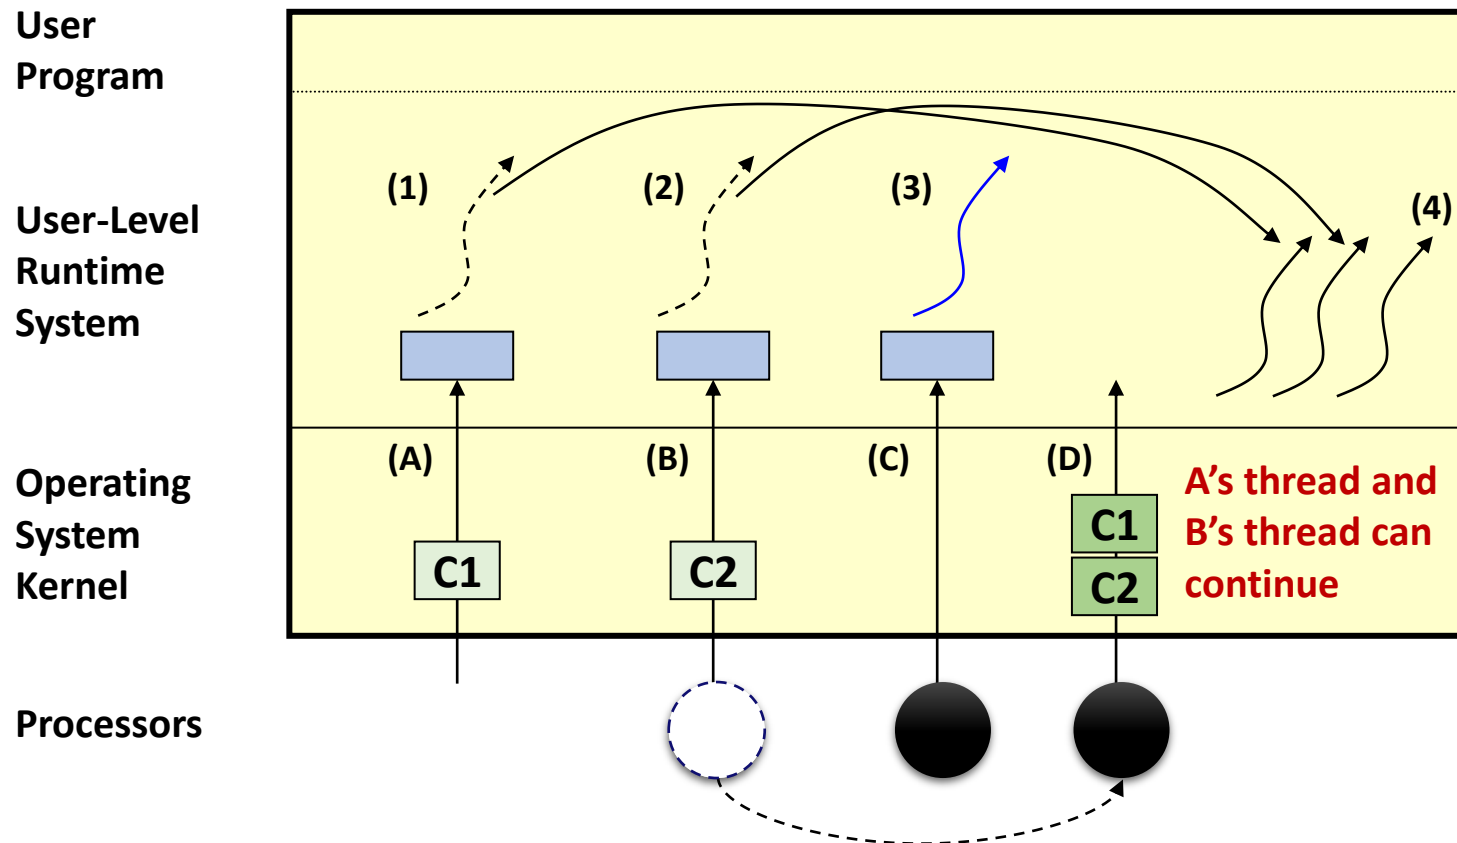 User
Program
(1)
(2)
(3)
(4)
User-Level
Runtime
System
(A)
(B)
(C)
(D)
Operating
System
Kernel
C1
C2
C1
C2
A’s thread and
B’s thread can
continue
Processors